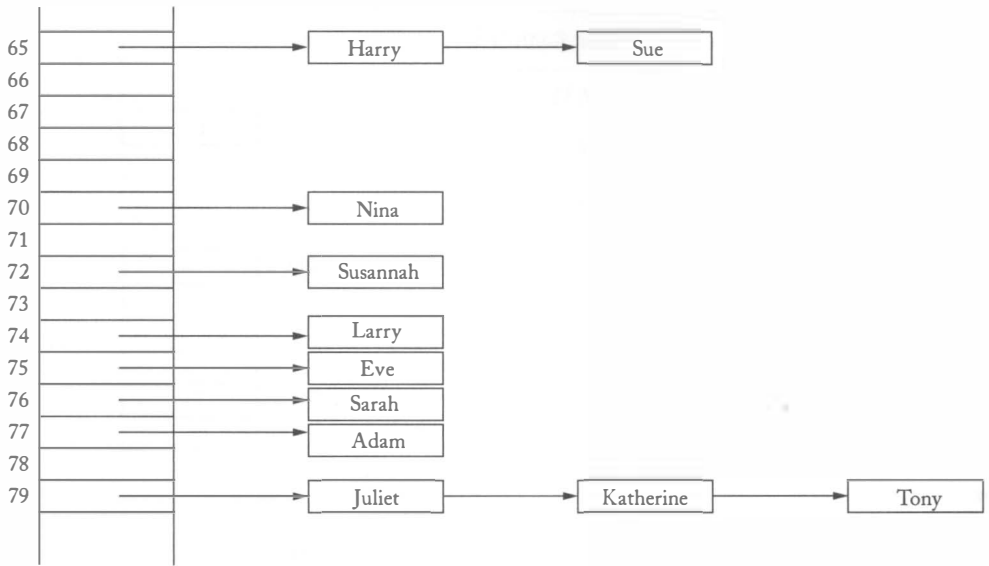 65 Harry Sue
66
67
68
69
70 Nina
71
72 Susannah
73
74 Larry
75 Eve
76 Sarah
77 Adam
78
79 Juliet Katherine Tony